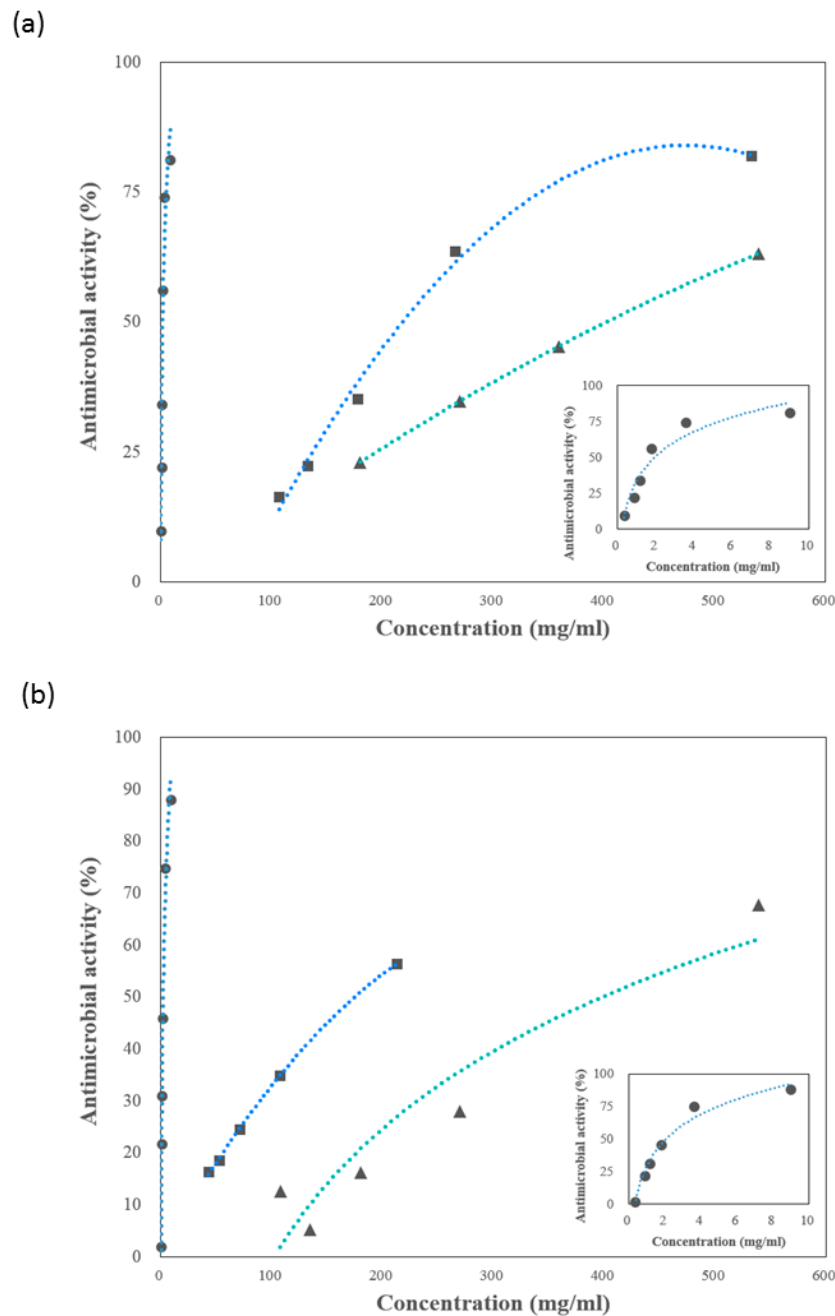 (a)
100
75
50
25
0
Antimicrobial activity (%)
0 100 200 300 400 500 600
Concentration (mg/ml)
100
75
50
25
0
Antimicrobial activity (%)
0 2 4 6 8 10
Concentration (mg/ml)
(b)
100
90
80
70
60
50
40
30
20
10
0
Antimicrobial activity (%)
0 100 200 300 400 500 600
Concentration (mg/ml)
100
75
50
25
0
Antimicrobial activity (%)
0 2 4 6 8 10
Concentration (mg/ml)